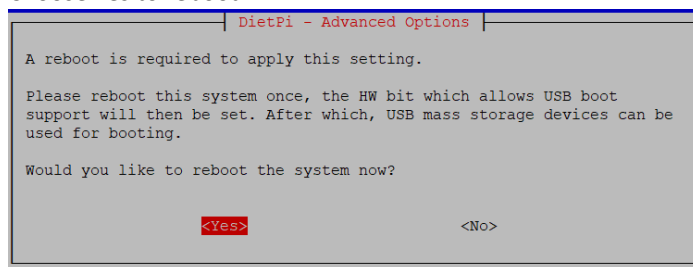 DietPi - Advanced Options
A reboot is required to apply this setting.
Please reboot this system once, the HW bit which allows USB boot
support will then be set. After which, USB mass storage devices can be
used for booting.
Would you like to reboot the system now?
<Yes> <No>